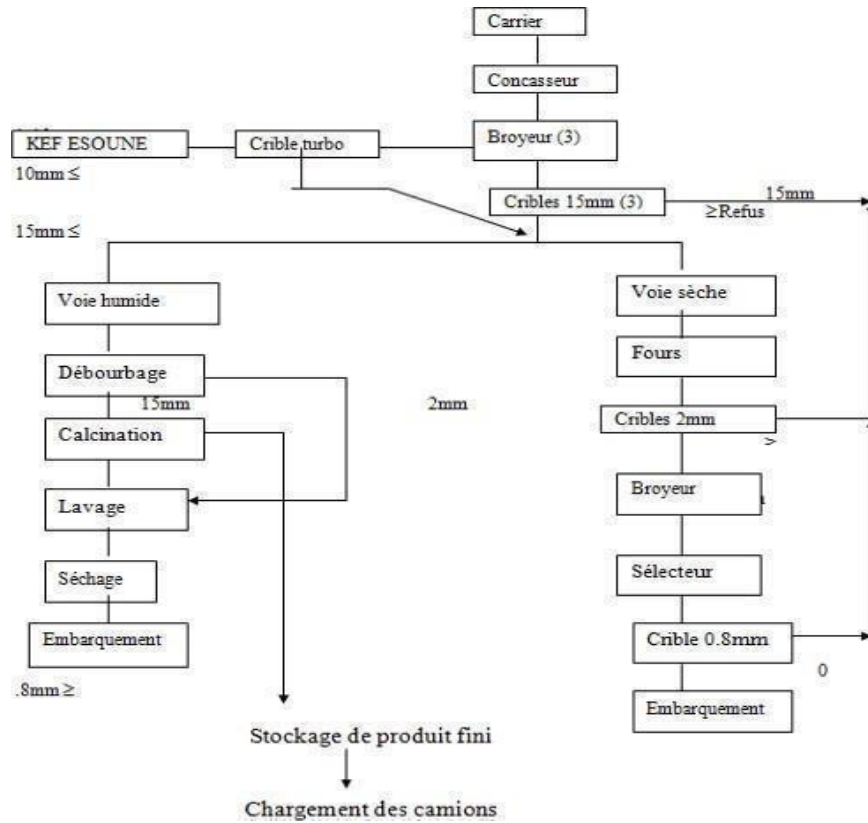 Carrier
Concasseur
KEF ESOUNE
Crible turbo
Broyeur (3)
10mm ≤
Cribles 15mm (3)
15mm
≥Refus
15mm ≤
Voie humide
Voie sèche
Fours
Débourbage
15mm
2mm
Cribles 2mm
>
Calcination
Broyeur
Lavage
Séchage
Sélecteur
Embarquement
Crible 0.8mm
0
.8mm ≥
Embarquement
Stockage de produit fini
Chargement des camions